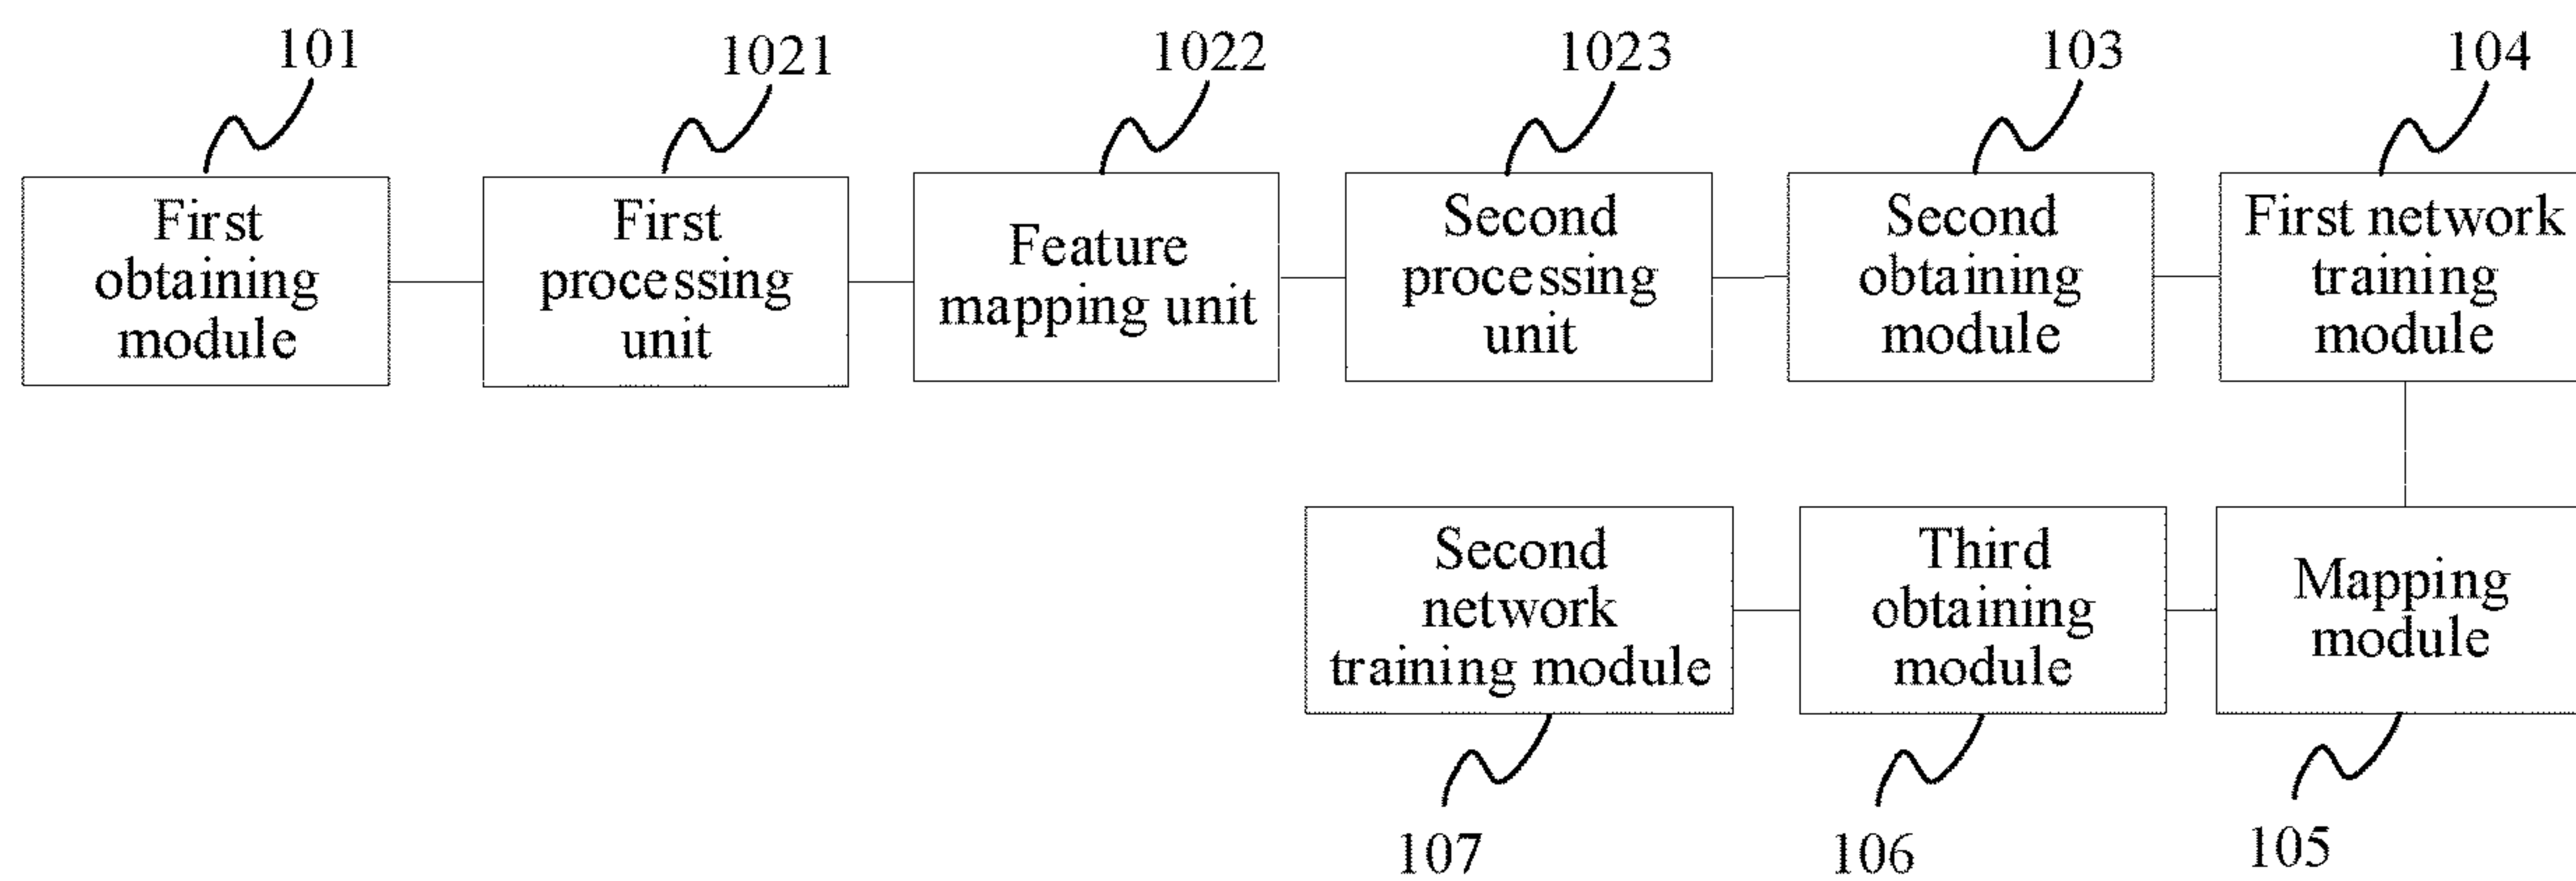 101
1021
1022
1023
103
104
First
obtaining
module
First
processing
unit
Feature
mapping unit
Second
processing
unit
Second
obtaining
module
First network
training
module
Second
network
training module
Third
obtaining
module
Mapping
module
107
106
105